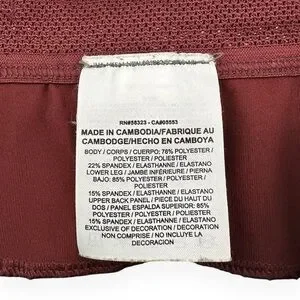 RN#58323 - CA#05553
MADE IN CAMBODIA/FABRIQUE AU
CAMBODGE/HECHO EN CAMBOYA
BODY / CORPS / CUERPO: 78% POLYESTER
/ POLYESTER / POLIESTER
22% SPANDEX / ELASTHANNE / ELASTANO
LOWER LEG / JAMBE INFÉRIEURE / PIERNA
BAJO: 85% POLYESTER / POLYESTER
/ POLIESTER
15% SPANDEX / ELASTHANNE / ELASTANO
UPPER BACK PANEL / PIECE DU HAUT DU
DOS / PANEL ESPALDA SUPERIOR: 85%
POLYESTER / POLYESTER / POLIESTER
15% SPANDEX / ELASTHANNE / ELASTANO
EXCLUSIVE OF DECORATION / DECORATION
NON COMPRISE / NO INCLUYE LA
DECORACION